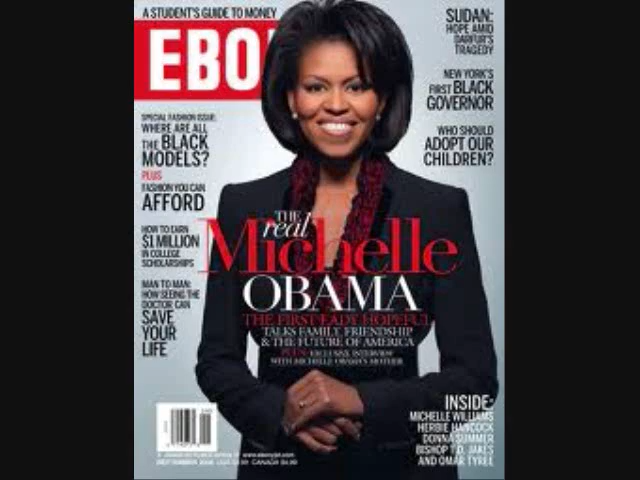 A STUDENT'S GUIDE TO MONEY
EBO
SPECIAL FASHION ISSUE:
WHERE ARE ALL
THE BLACK
MODELS?
PLUS
FASHION YOU CAN
AFFORD
HOW TO EARN
$1 MILLION
IN COLLEGE
SCHOLARSHIPS
MAN TO MAN:
HOW SEEING THE
DOCTOR CAN
SAVE
YOUR
LIFE
SUDAN:
HOPE AMID
DARFUR'S
TRAGEDY
NEW YORK'S
FIRST BLACK
GOVERNOR
WHO SHOULD
ADOPT OUR
CHILDREN?
THE
real
Michelle
OBAMA
THE FIRST LADY HOPEFUL
TALKS FAMILY, FRIENDSHIP
& THE FUTURE OF AMERICA
PLUS: EXCLUSIVE INTERVIEW
WITH MICHELLE OBAMA'S MOTHER
INSIDE:
MICHELLE WILLIAMS
HERBIE HANCOCK
DONNA SUMMER
BISHOP T.D. JAKES
AND OMAR TYREE